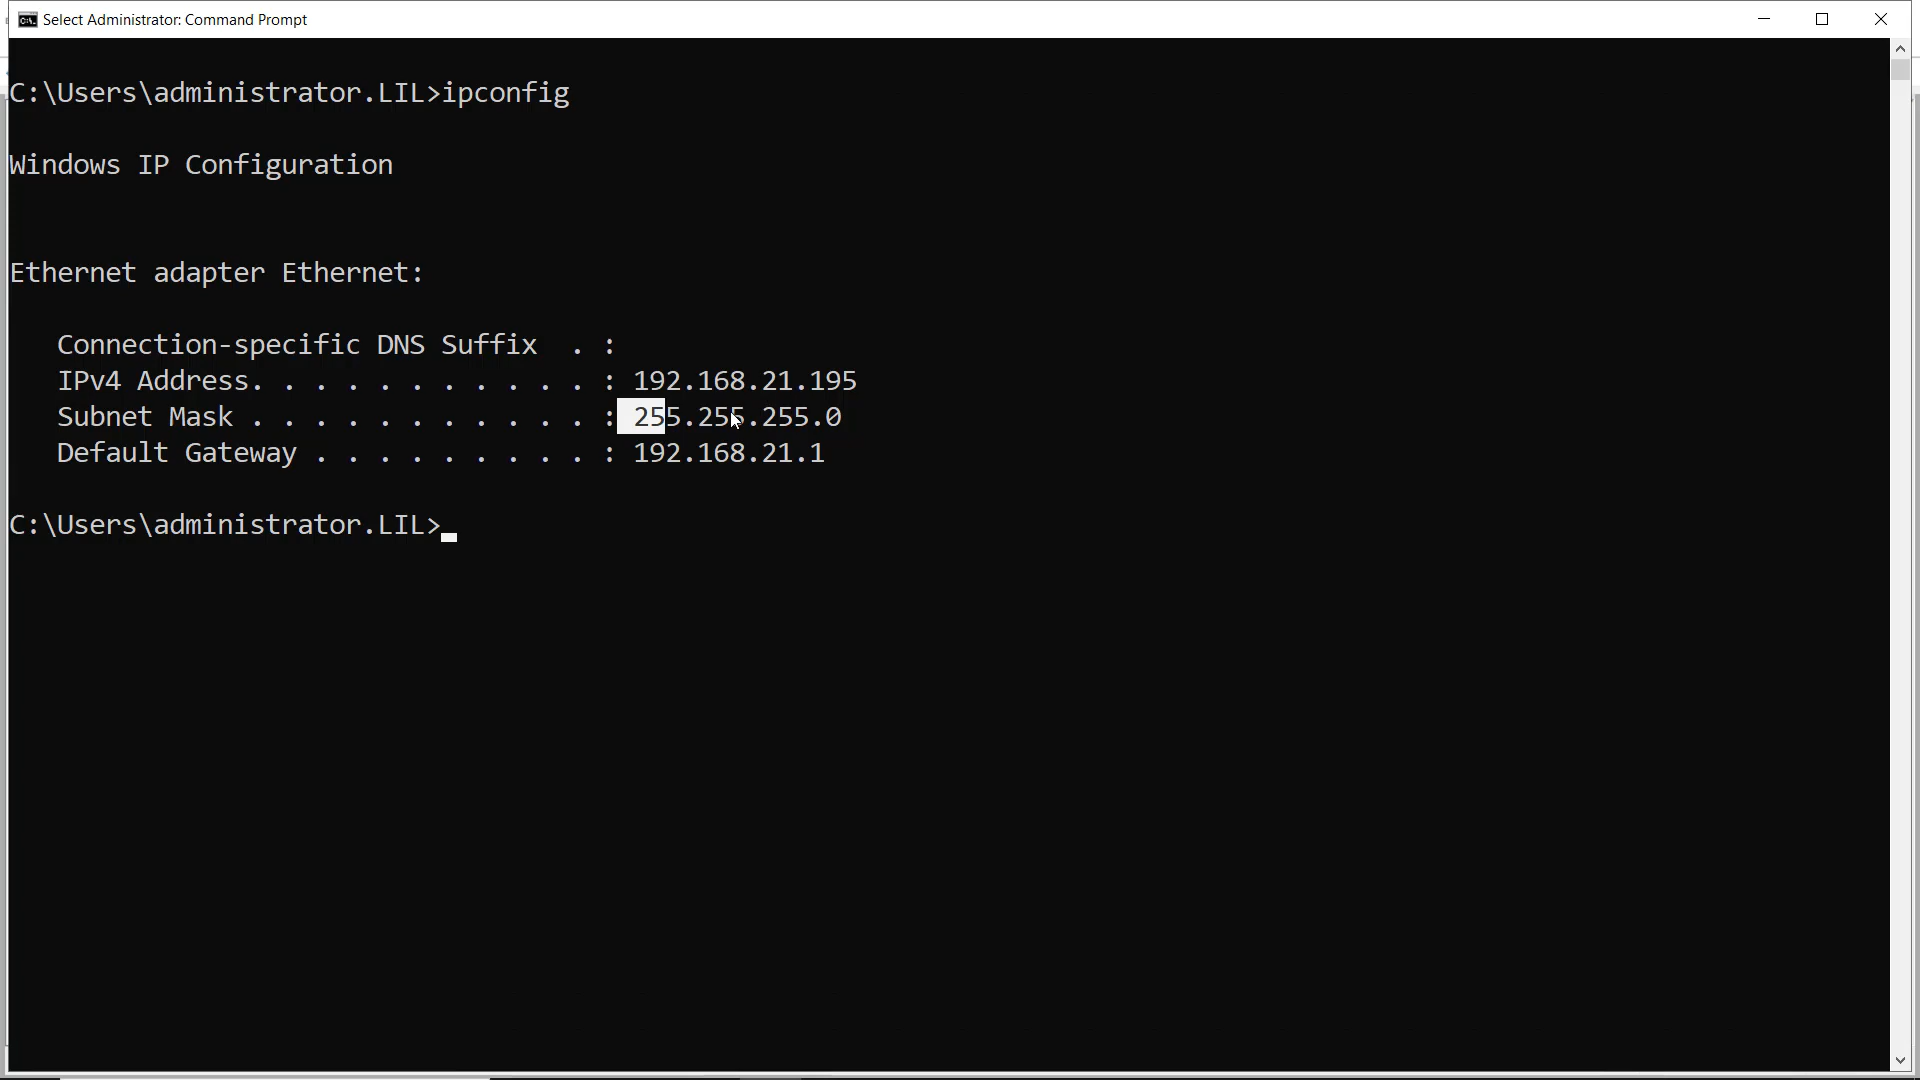 Select Administrator: Command Prompt
C:\Users\administrator.LIL>ipconfig
Windows IP Configuration
Ethernet adapter Ethernet:
Connection-specific DNS Suffix  . :
IPv4 Address. . . . . . . . . . . : 192.168.21.195
Subnet Mask . . . . . . . . . . . : 255.255.255.0
Default Gateway . . . . . . . . . : 192.168.21.1
C:\Users\administrator.LIL>